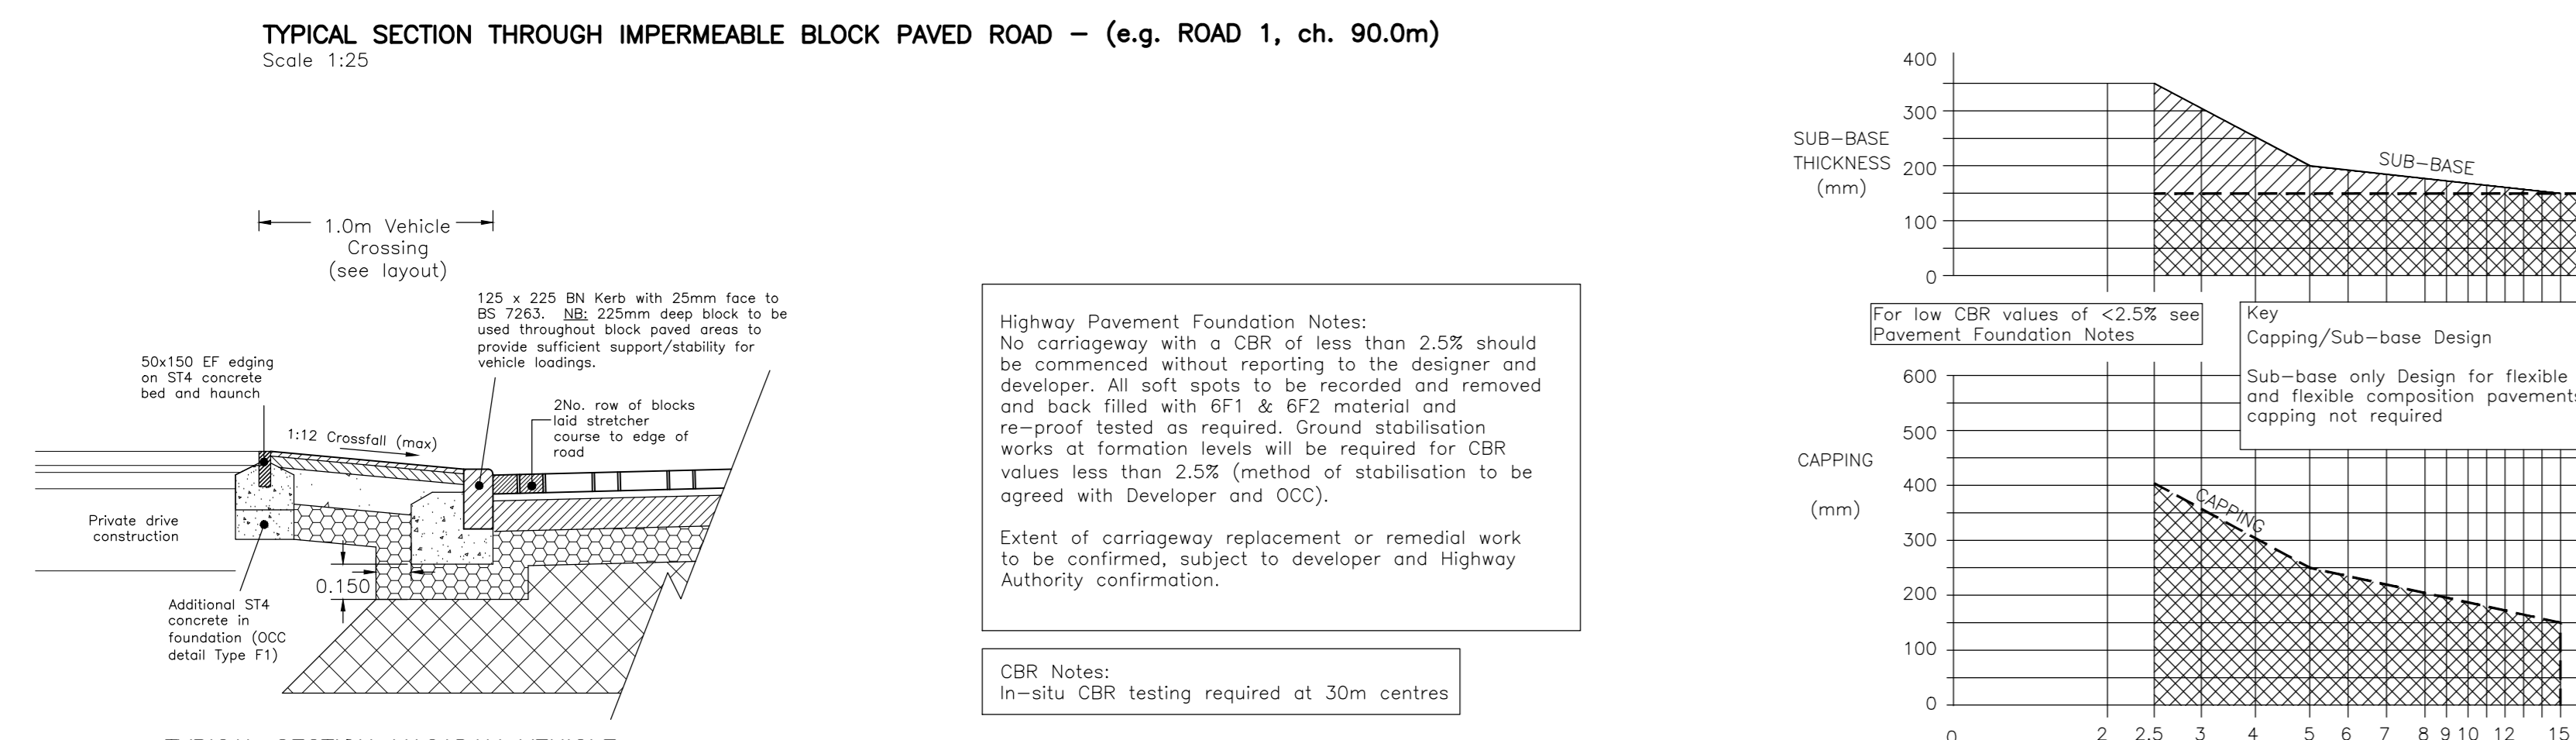 TYPICAL SECTION THROUGH IMPERMEABLE BLOCK PAVED ROAD – (e.g. ROAD 1, ch. 90.0m)
Scale 1:25
1.0m Vehicle
Crossing
(see layout)
125 x 225 BN Kerb with 25mm face to
BS 7263. NB: 225mm deep block to be
used throughout block paved areas to
provide sufficient support/stability for
vehicle loadings.
50x150 EF edging
on ST4 concrete
bed and haunch
2No. row of blocks
laid stretcher
course to edge of
road
1:12 Crossfall (max)
Private drive
construction
0.150
Additional ST4
concrete in
foundation (OCC
detail Type F1)
Highway Pavement Foundation Notes:
No carriageway with a CBR of less than 2.5% should
be commenced without reporting to the designer and
developer. All soft spots to be recorded and removed
and back filled with 6F1 & 6F2 material and
re-proof tested as required. Ground stabilisation
works at formation levels will be required for CBR
values less than 2.5% (method of stabilisation to be
agreed with Developer and OCC).
Extent of carriageway replacement or remedial work
to be confirmed, subject to developer and Highway
Authority confirmation.
CBR Notes:
In-situ CBR testing required at 30m centres
SUB-BASE
THICKNESS
(mm)
400
300
200
100
0
SUB-BASE
For low CBR values of <2.5% see
Pavement Foundation Notes
Key
Capping/Sub-base Design
Sub-base only Design for flexible
and flexible composition pavements
capping not required
CAPPING
(mm)
600
500
400
300
200
100
0
CAPPING
0 2 2.5 3 4 5 6 7 8 9 10 12 15